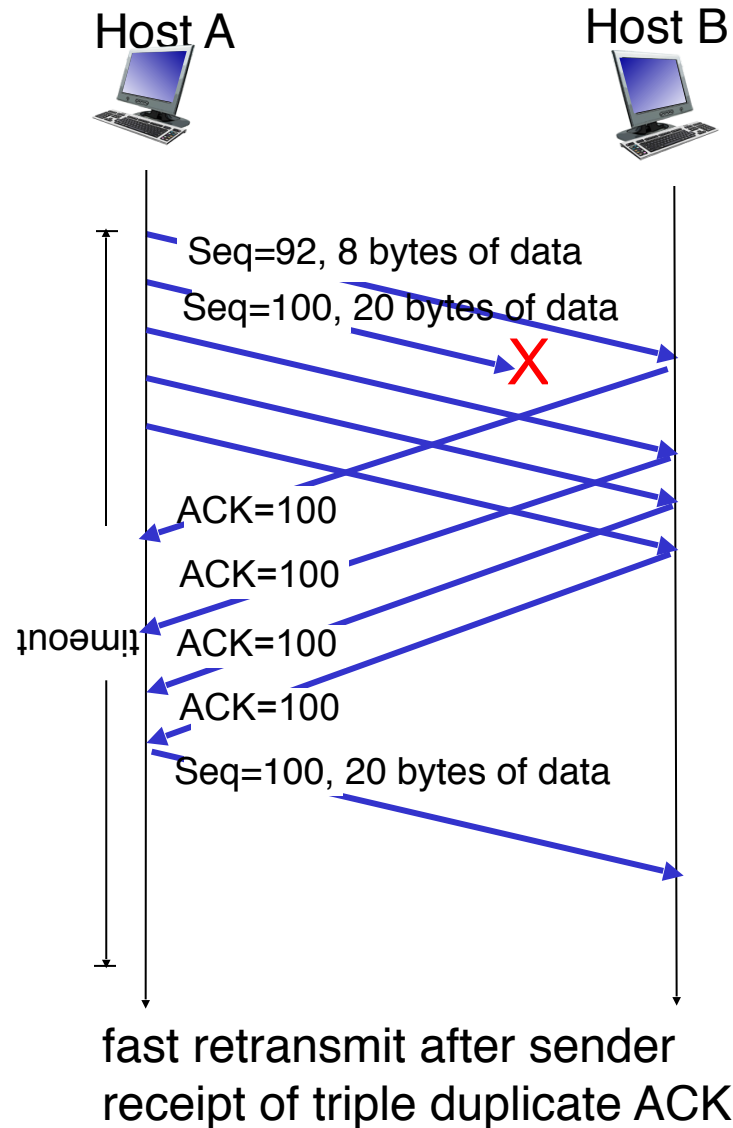 Host A
Host B
Seq=92, 8 bytes of data
Seq=100, 20 bytes of data
X
ACK=100
ACK=100
timeout
ACK=100
ACK=100
Seq=100, 20 bytes of data
fast retransmit after sender
receipt of triple duplicate ACK